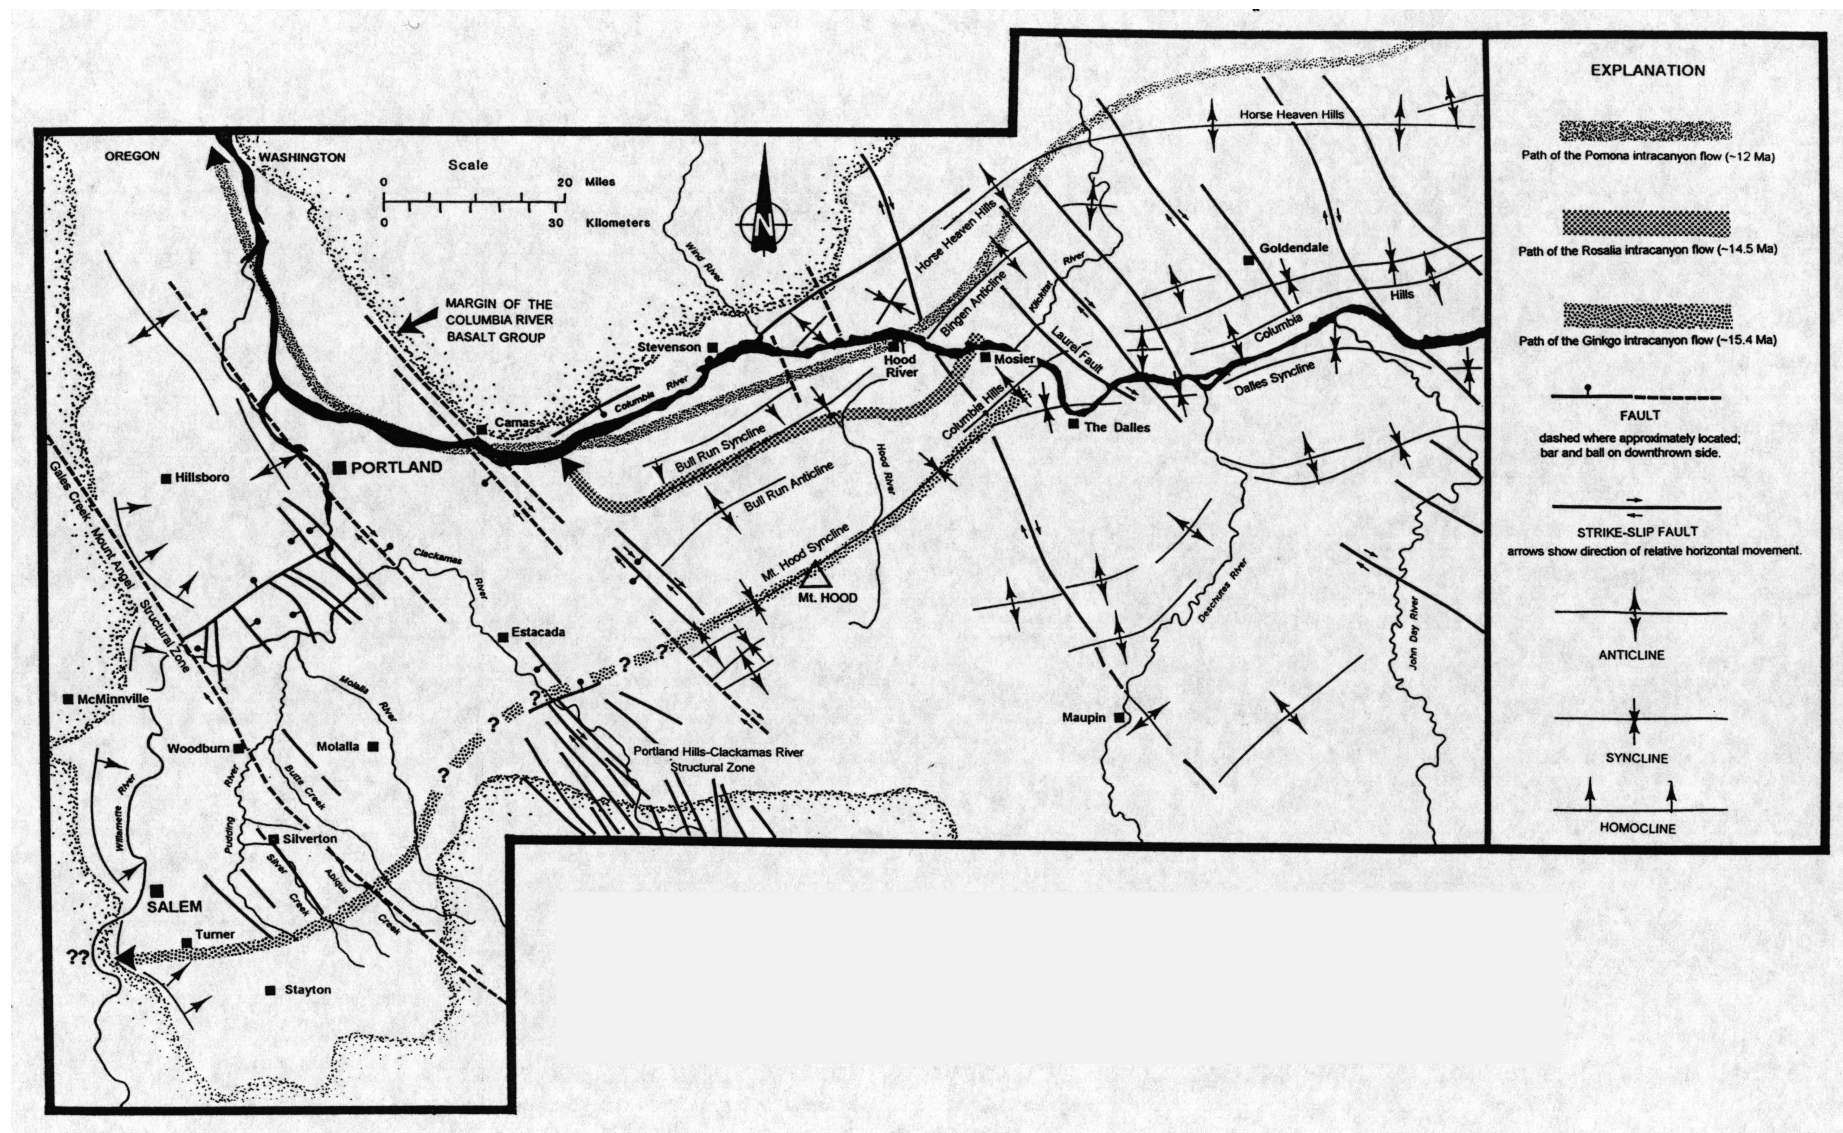 OREGON
WASHINGTON
Scale
0 20 Miles
0 30 Kilometers
N
MARGIN OF THE
COLUMBIA RIVER
BASALT GROUP
Wind River
Horse Heaven Hills
Horse Heaven Hills
Goldendale
Hills
Columbia
River
Klickitat
Bingen Anticline
Laurel Fault
Stevenson
Hood
River
Mosier
Dalles Syncline
Columbia River
Camas
Columbia Hills
The Dalles
Bull Run Syncline
Bull Run Anticline
Hood River
PORTLAND
Hillsboro
Gales Creek - Mount Angel Structural Zone
Clackamas
River
Mt. Hood Syncline
Mt. HOOD
Deschutes River
John Day River
Estacada
?
?
?
?
?
Molalla
River
McMinnville
Maupin
Woodburn
Molalla
Portland Hills-Clackamas River
Structural Zone
River
Butte Creek
Willamette
River
Pudding
Silverton
Silver
Creek
Abiqua
Creek
SALEM
Turner
??
Stayton
EXPLANATION
Path of the Pomona intracanyon flow (~12 Ma)
Path of the Rosalia intracanyon flow (~14.5 Ma)
Path of the Ginkgo intracanyon flow (~15.4 Ma)
FAULT
dashed where approximately located;
bar and ball on downthrown side.
STRIKE-SLIP FAULT
arrows show direction of relative horizontal movement.
ANTICLINE
SYNCLINE
HOMOCLINE